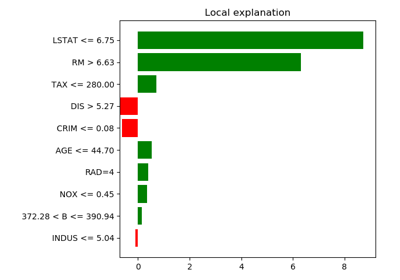 Local explanation
LSTAT <= 6.75
RM > 6.63
TAX <= 280.00
DIS > 5.27
CRIM <= 0.08
AGE <= 44.70
RAD=4
NOX <= 0.45
372.28 < B <= 390.94
INDUS <= 5.04
0 2 4 6 8